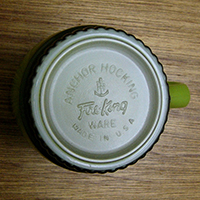 ANCHOR HOCKING
Fire-King
WARE
MADE IN U.S.A